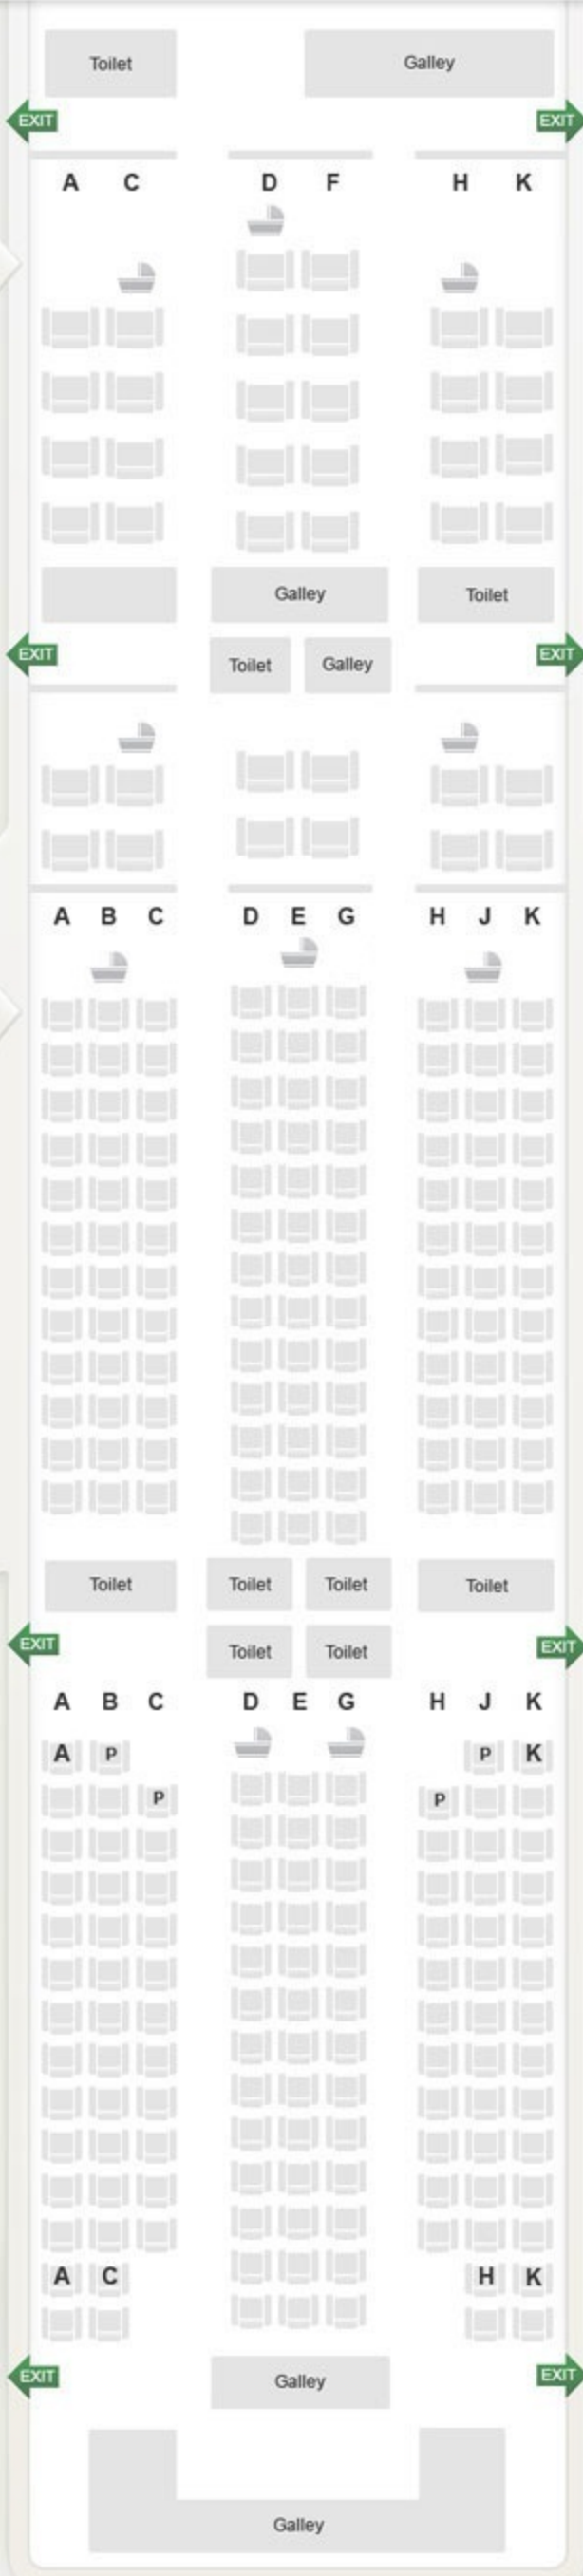 Toilet Galley
EXIT EXIT
A C D F H K
Galley Toilet
EXIT EXIT
Toilet Galley
A B C D E G H J K
Toilet Toilet Toilet Toilet
EXIT EXIT
Toilet Toilet
A B C D E G H J K
A P P K
P P
A C H K
EXIT EXIT
Galley
Galley